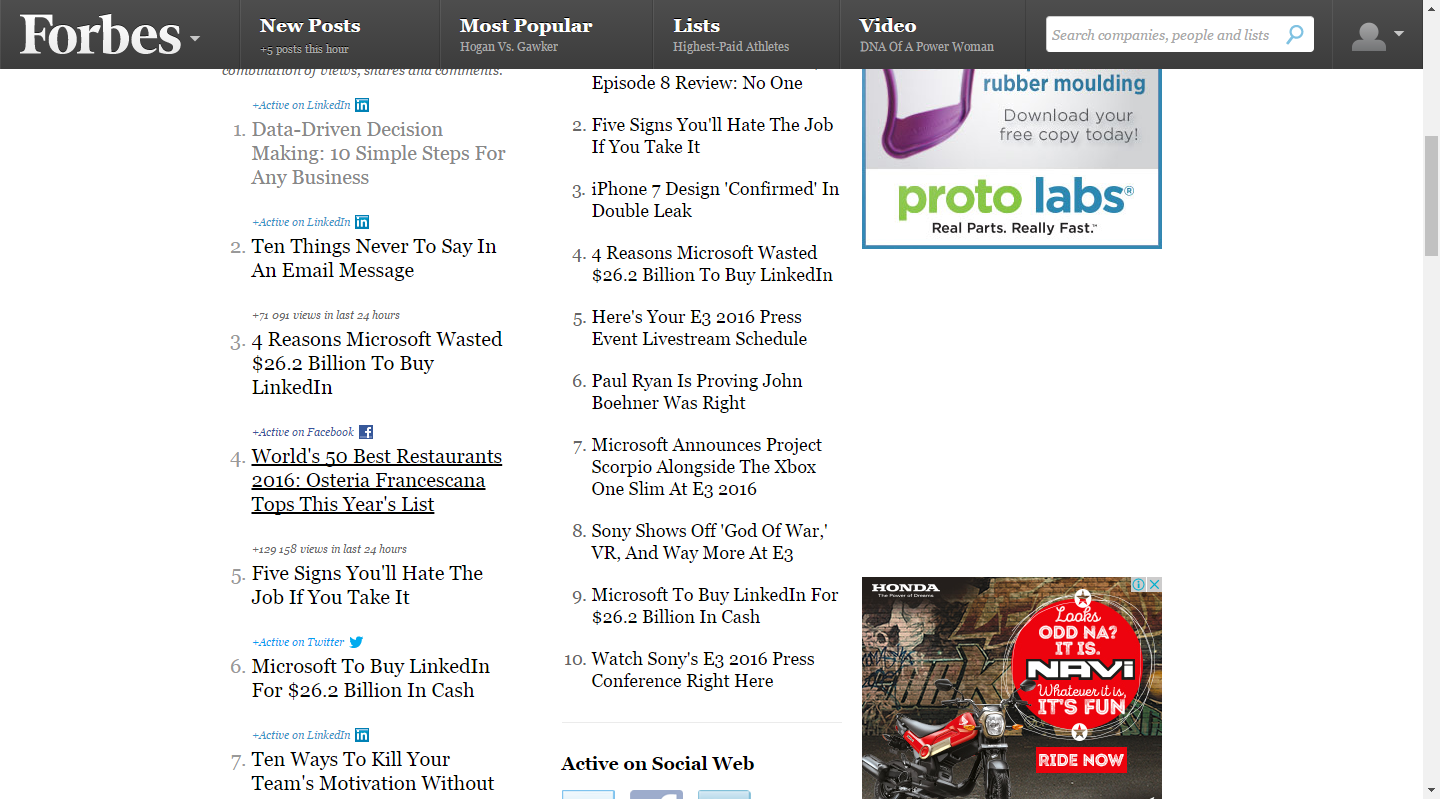 Forbes
New Posts
+5 posts this hour
Most Popular
Hogan Vs. Gawker
Lists
Highest-Paid Athletes
Video
DNA Of A Power Woman
Search companies, people and lists
combination of views, shares and comments.
+Active on LinkedIn in
1. Data-Driven Decision
Making: 10 Simple Steps For
Any Business
+Active on LinkedIn in
2. Ten Things Never To Say In
An Email Message
+71 091 views in last 24 hours
3. 4 Reasons Microsoft Wasted
$26.2 Billion To Buy
LinkedIn
+Active on Facebook f
4. World's 50 Best Restaurants
2016: Osteria Francescana
Tops This Year's List
+129 158 views in last 24 hours
5. Five Signs You'll Hate The
Job If You Take It
+Active on Twitter
6. Microsoft To Buy LinkedIn
For $26.2 Billion In Cash
+Active on LinkedIn in
7. Ten Ways To Kill Your
Team's Motivation Without
Episode 8 Review: No One
2. Five Signs You'll Hate The Job
If You Take It
3. iPhone 7 Design 'Confirmed' In
Double Leak
4. 4 Reasons Microsoft Wasted
$26.2 Billion To Buy LinkedIn
5. Here's Your E3 2016 Press
Event Livestream Schedule
6. Paul Ryan Is Proving John
Boehner Was Right
7. Microsoft Announces Project
Scorpio Alongside The Xbox
One Slim At E3 2016
8. Sony Shows Off 'God Of War,'
VR, And Way More At E3
9. Microsoft To Buy LinkedIn For
$26.2 Billion In Cash
10. Watch Sony's E3 2016 Press
Conference Right Here
Active on Social Web
rubber moulding
Download your
free copy today!
proto labs®
Real Parts. Really Fast.™
HONDA
The Power of Dreams
Looks
ODD NA?
IT IS.
NAVi
Whatever it is,
IT'S FUN
RIDE NOW